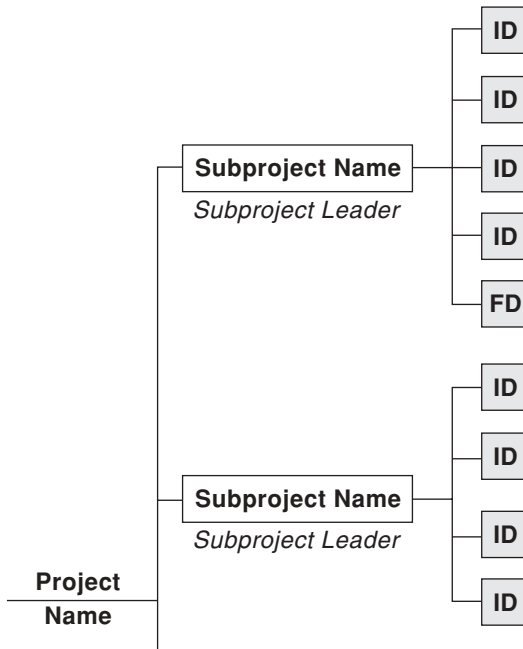 ID
ID
Subproject Name
ID
Subproject Leader
ID
FD
ID
ID
Subproject Name
Subproject Leader
ID
Project
Name
ID